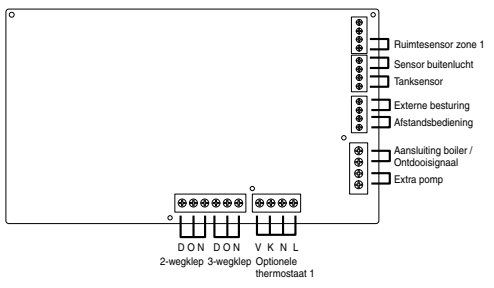 Ruimtesensor zone 1
Sensor buitenlucht
Tanksensor
Externe besturing
Afstandsbediening
Aansluiting boiler /
Ontdooisignaal
Extra pomp
D O N D O N V K N L
2-wegklep 3-wegklep Optionele
thermostaat 1